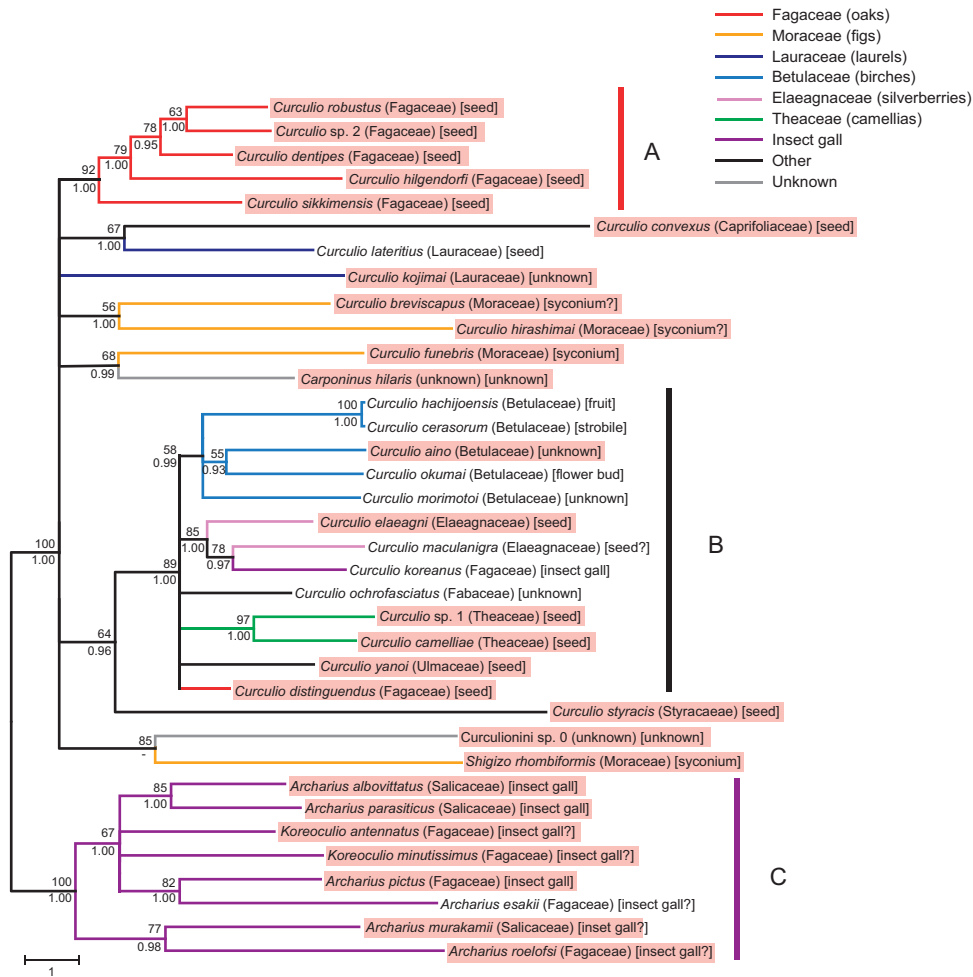 Fagaceae (oaks)
Moraceae (figs)
Lauraceae (laurels)
Betulaceae (birches)
Elaeagnaceae (silverberries)
Theaceae (camellias)
Insect gall
Other
Unknown
63
1.00
78
0.95
79
1.00
92
1.00
Curculio robustus (Fagaceae) [seed]
Curculio sp. 2 (Fagaceae) [seed]
Curculio dentipes (Fagaceae) [seed]
Curculio hilgendorfi (Fagaceae) [seed]
Curculio sikkimensis (Fagaceae) [seed]
A
67
1.00
Curculio convexus (Caprifoliaceae) [seed]
Curculio lateritius (Lauraceae) [seed]
Curculio kojimai (Lauraceae) [unknown]
56
1.00
Curculio breviscapus (Moraceae) [syconium?]
Curculio hirashimai (Moraceae) [syconium?]
68
0.99
Curculio funebris (Moraceae) [syconium]
Carponinus hilaris (unknown) [unknown]
100
1.00
Curculio hachijoensis (Betulaceae) [fruit]
Curculio cerasorum (Betulaceae) [strobile]
58
0.99
55
0.93
Curculio aino (Betulaceae) [unknown]
Curculio okumai (Betulaceae) [flower bud]
Curculio morimotoi (Betulaceae) [unknown]
85
1.00
78
0.97
Curculio elaeagni (Elaeagnaceae) [seed]
Curculio maculanigra (Elaeagnaceae) [seed?]
Curculio koreanus (Fagaceae) [insect gall]
B
100
1.00
89
1.00
Curculio ochrofasciatus (Fabaceae) [unknown]
97
1.00
Curculio sp. 1 (Theaceae) [seed]
Curculio camelliae (Theaceae) [seed]
64
0.96
Curculio yanoi (Ulmaceae) [seed]
Curculio distinguendus (Fagaceae) [seed]
Curculio styracis (Styracaeae) [seed]
85
-
Curculionini sp. 0 (unknown) [unknown]
Shigizo rhombiformis (Moraceae) [syconium]
85
1.00
Archarius albovittatus (Salicaceae) [insect gall]
Archarius parasiticus (Salicaceae) [insect gall]
67
1.00
Koreoculio antennatus (Fagaceae) [insect gall?]
Koreoculio minutissimus (Fagaceae) [insect gall?]
100
1.00
82
1.00
Archarius pictus (Fagaceae) [insect gall]
Archarius esakii (Fagaceae) [insect gall?]
C
77
0.98
Archarius murakamii (Salicaceae) [inset gall?]
Archarius roelofsi (Fagaceae) [insect gall?]
1